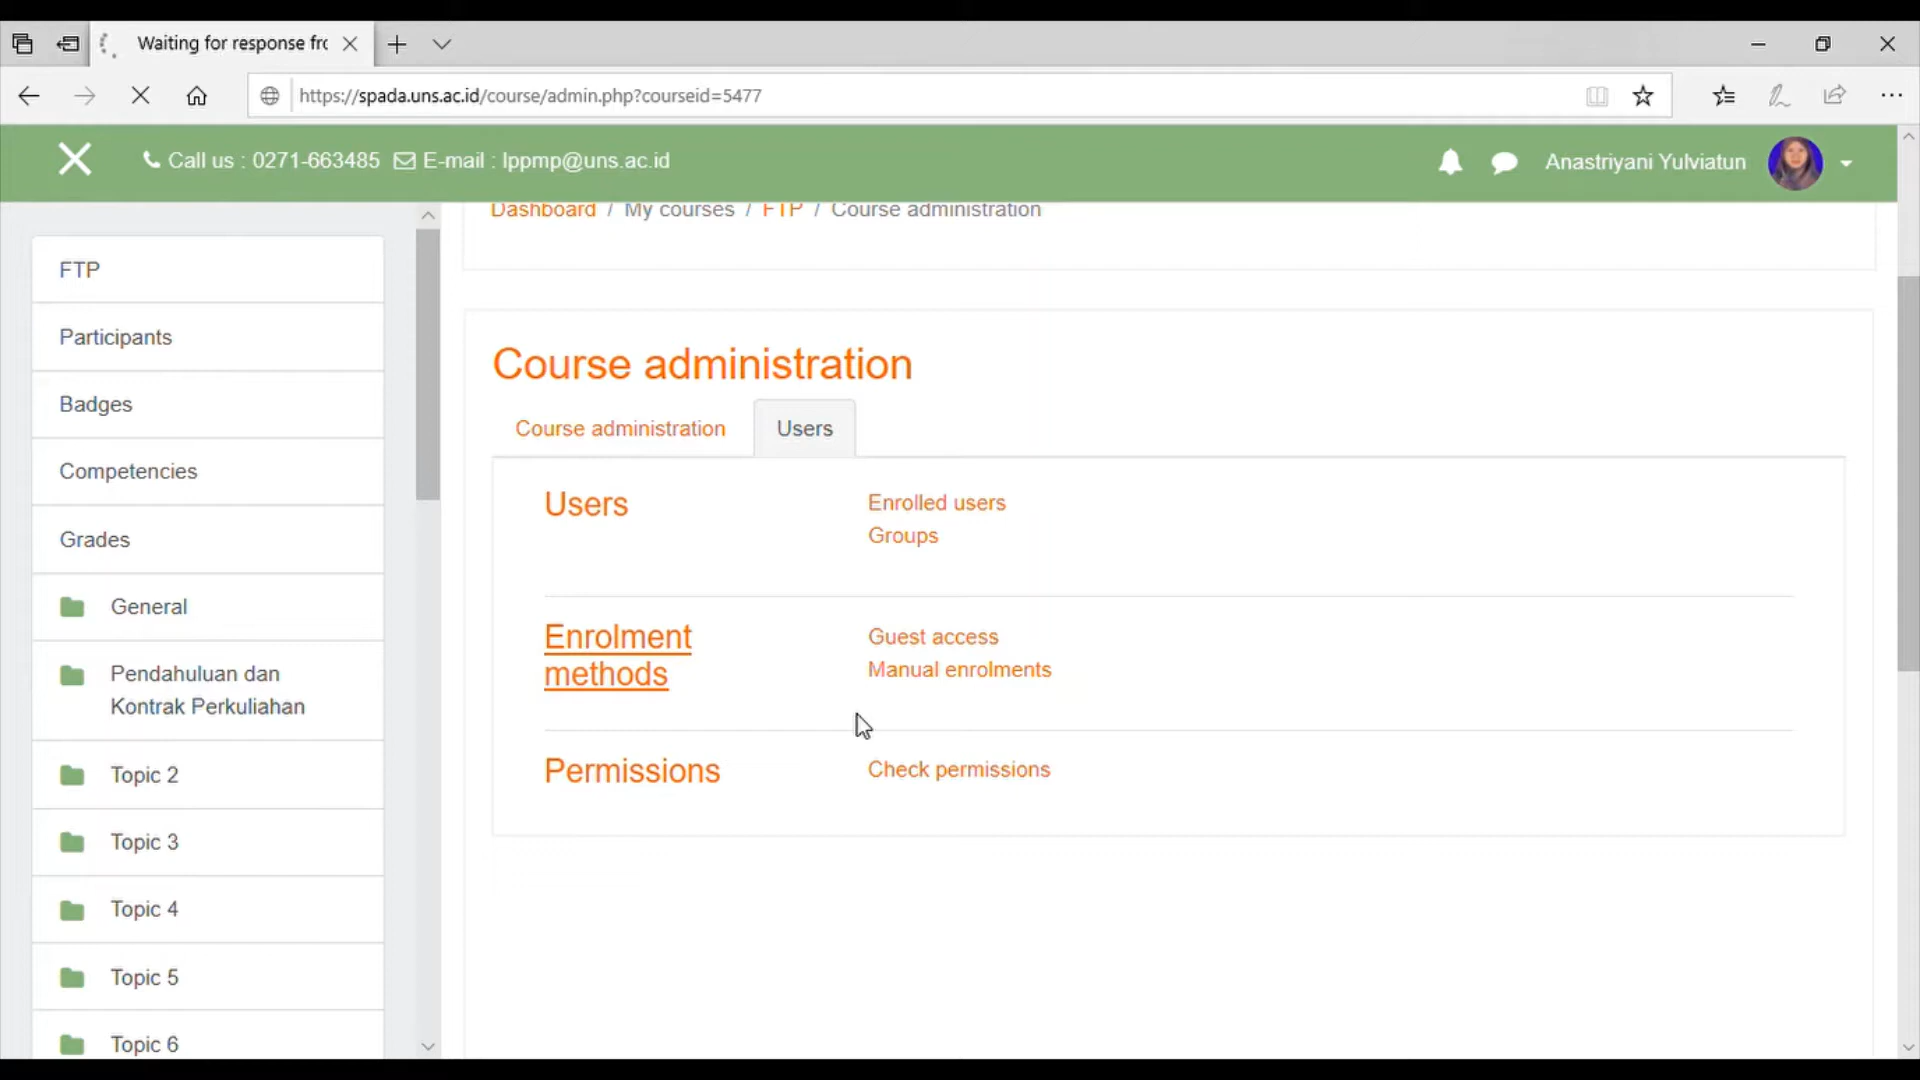 Waiting for response frc
https://spada.uns.ac.id/course/admin.php?courseid=5477
Call us : 0271-663485 E-mail : lppmp@uns.ac.id
Anastriyani Yulviatun
Dashboard / My courses / FTP / Course administration
FTP
Participants
Badges
Competencies
Grades
General
Pendahuluan dan
Kontrak Perkuliahan
Topic 2
Topic 3
Topic 4
Topic 5
Topic 6
Course administration
Course administration Users
Users
Enrolled users
Groups
Enrolment
methods
Guest access
Manual enrolments
Permissions
Check permissions